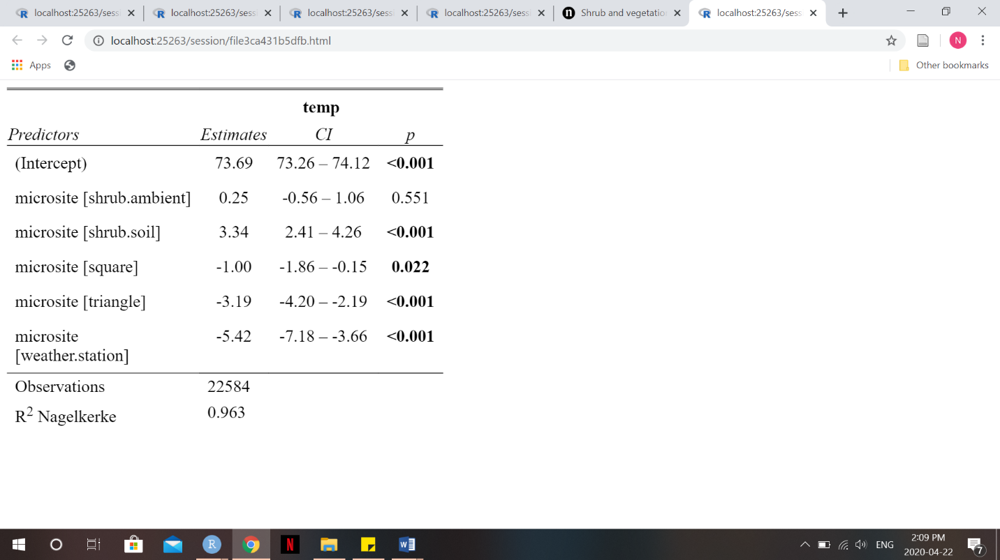 localhost:25263/sess
localhost:25263/sess
localhost:25263/sess
localhost:25263/sess
Shrub and vegetatio
localhost:25263/sess
localhost:25263/session/file3ca431b5dfb.html
N
Apps
Other bookmarks
temp
Predictors Estimates CI p
(Intercept) 73.69 73.26 – 74.12 <0.001
microsite [shrub.ambient] 0.25 -0.56 – 1.06 0.551
microsite [shrub.soil] 3.34 2.41 – 4.26 <0.001
microsite [square] -1.00 -1.86 – -0.15 0.022
microsite [triangle] -3.19 -4.20 – -2.19 <0.001
microsite -5.42 -7.18 – -3.66 <0.001
[weather.station]
Observations 22584
R² Nagelkerke 0.963
ENG
2:09 PM
2020-04-22
7